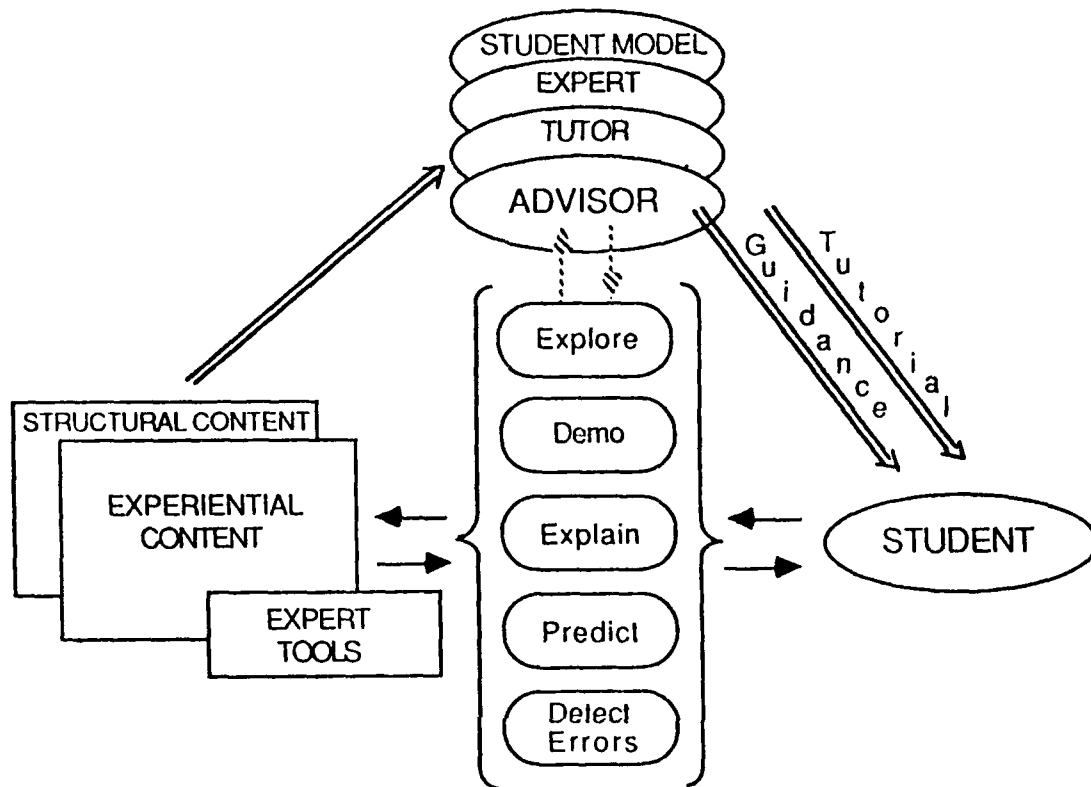 STUDENT MODEL
EXPERT
TUTOR
ADVISOR
Guidance
Tutorial
Explore
Demo
Explain
Predict
Detect
Errors
STRUCTURAL CONTENT
EXPERIENTIAL
CONTENT
EXPERT
TOOLS
STUDENT